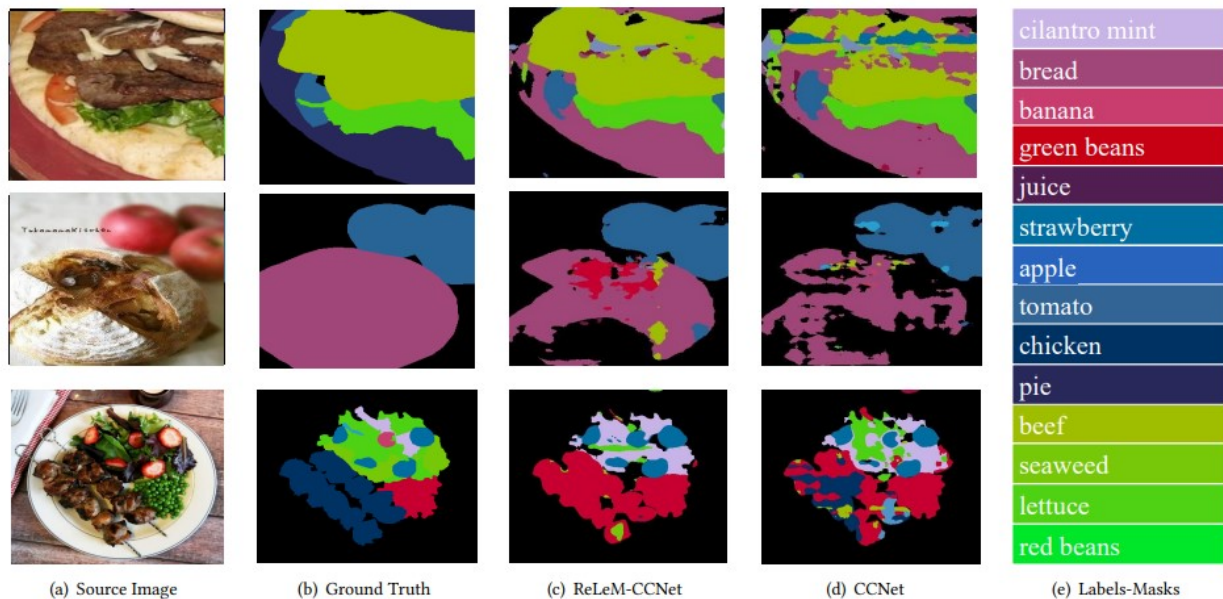 cilantro mint
bread
banana
green beans
juice
strawberry
apple
tomato
chicken
pie
beef
seaweed
lettuce
red beans
(a) Source Image
(b) Ground Truth
(c) ReLeM-CCNet
(d) CCNet
(e) Labels-Masks